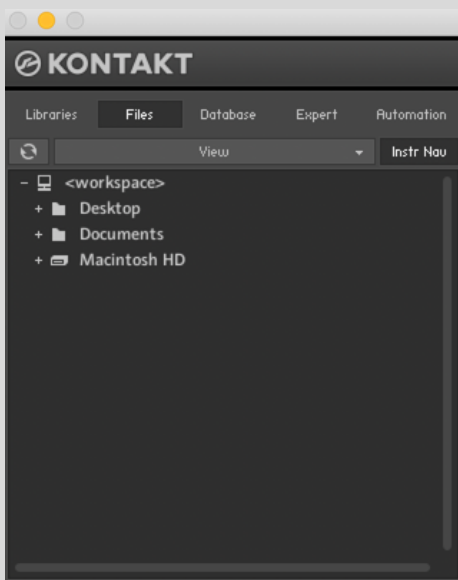 KONTAKT
Libraries Files Database Expert Automation
View Instr Nav
<workspace>
Desktop
Documents
Macintosh HD